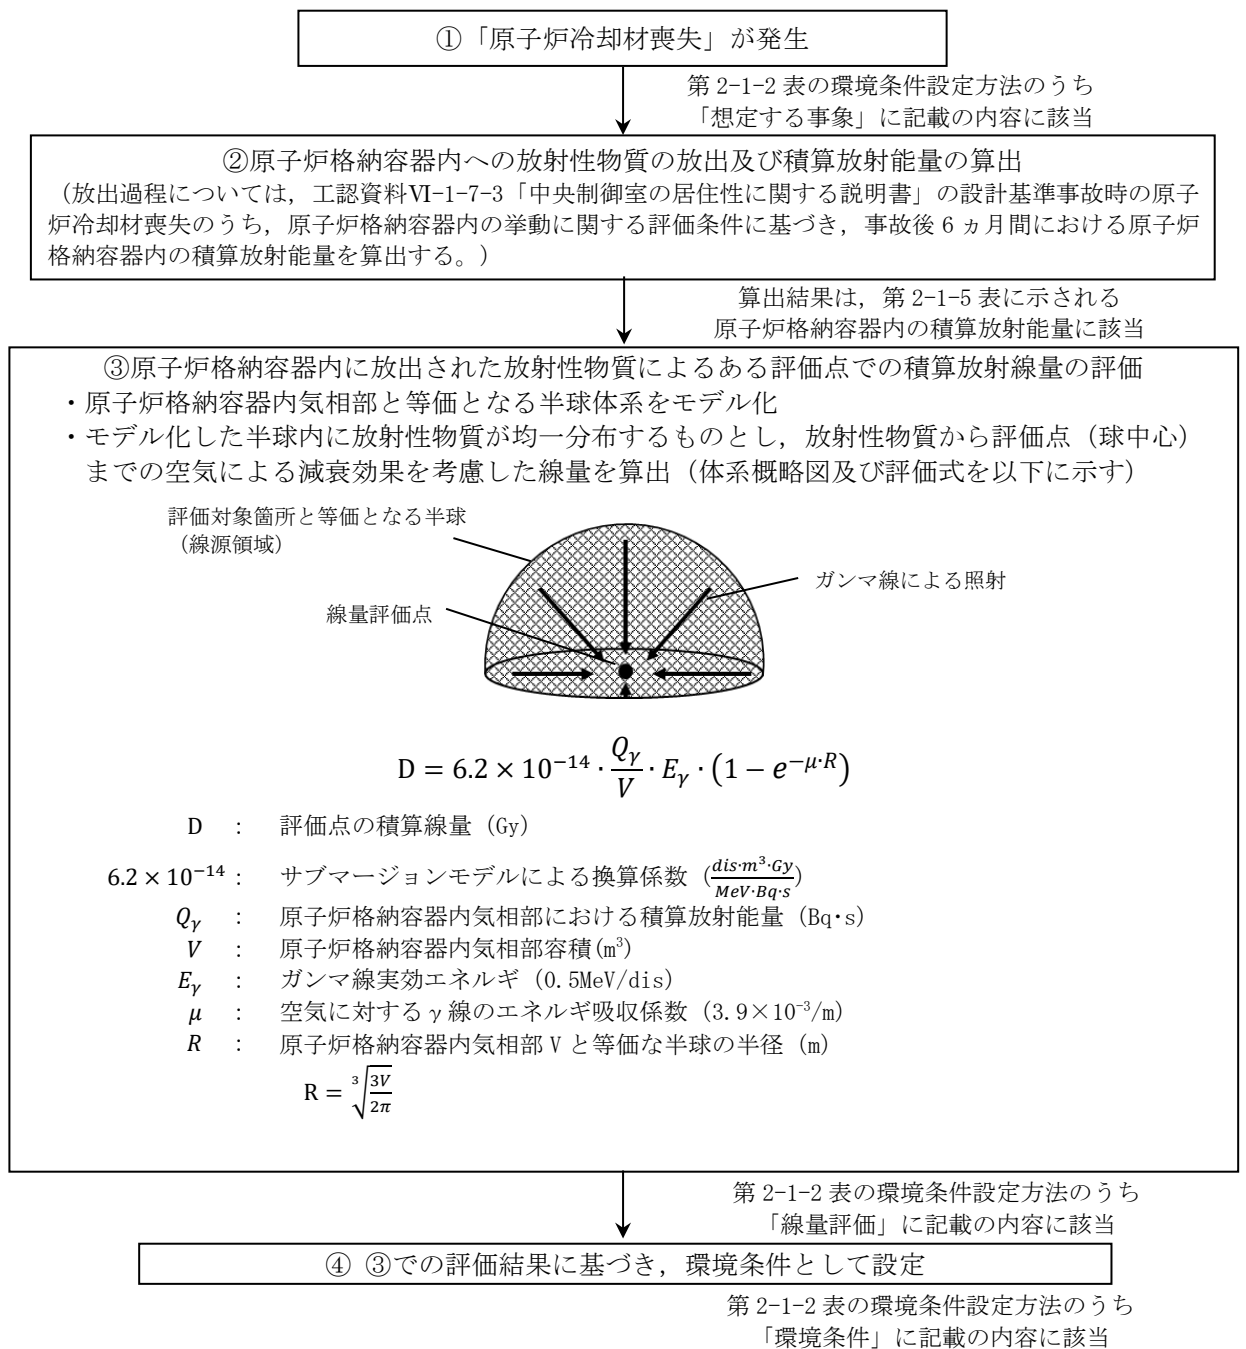 ①「原子炉冷却材喪失」が発生
第 2-1-2 表の環境条件設定方法のうち
「想定する事象」に記載の内容に該当
②原子炉格納容器内への放射性物質の放出及び積算放射能量の算出
（放出過程については，工認資料Ⅵ-1-7-3「中央制御室の居住性に関する説明書」の設計基準事故時の原子
炉冷却材喪失のうち，原子炉格納容器内の挙動に関する評価条件に基づき，事故後 6 ヵ月間における原子炉
格納容器内の積算放射能量を算出する。）
算出結果は，第 2-1-5 表に示される
原子炉格納容器内の積算放射能量に該当
③原子炉格納容器内に放出された放射性物質によるある評価点での積算放射線量の評価
・原子炉格納容器内気相部と等価となる半球体系をモデル化
・モデル化した半球内に放射性物質が均一分布するものとし，放射性物質から評価点（球中心）
までの空気による減衰効果を考慮した線量を算出（体系概略図及び評価式を以下に示す）
評価対象箇所と等価となる半球
（線源領域）
ガンマ線による照射
線量評価点
D = 6.2 × 10⁻¹⁴ · Qᵧ/V · Eᵧ · (1 − e^(−μ·R))
D : 評価点の積算線量（Gy）
6.2 × 10⁻¹⁴ : サブマージョンモデルによる換算係数（dis·m³·Gy/MeV·Bq·s）
Qᵧ : 原子炉格納容器内気相部における積算放射能量（Bq・s）
V : 原子炉格納容器内気相部容積(m³)
Eᵧ : ガンマ線実効エネルギ（0.5MeV/dis）
μ : 空気に対するγ線のエネルギ吸収係数（3.9×10⁻³/m）
R : 原子炉格納容器内気相部 V と等価な半球の半径（m）
R = ³√(3V/2π)
第 2-1-2 表の環境条件設定方法のうち
「線量評価」に記載の内容に該当
④ ③での評価結果に基づき，環境条件として設定
第 2-1-2 表の環境条件設定方法のうち
「環境条件」に記載の内容に該当